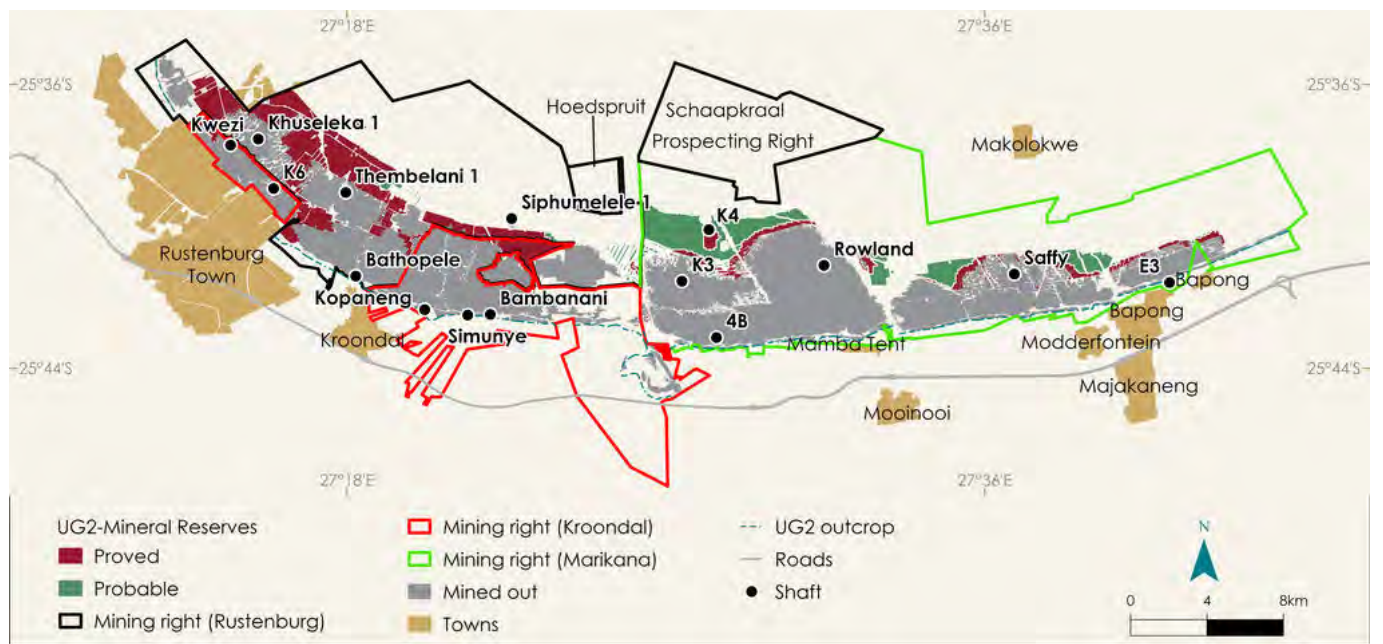 27°18'E
27°36'E
25°36'S
25°36'S
Hoedspruit
Schaapkraal
Prospecting Right
Makolokwe
Kwezi
Khuseleka 1
K6
Thembelani 1
Siphumelele-1
K4
Rustenburg
Town
Bathopele
K3
Rowland
Saffy
E3
Bapong
Kopaneng
Bambanani
Bapong
Simunye
4B
Kroondal
Mamba Tent
Modderfontein
25°44'S
25°44'S
Majakaneng
Mooinooi
27°18'E
27°36'E
UG2-Mineral Reserves
Proved
Probable
Mining right (Rustenburg)
Mining right (Kroondal)
Mining right (Marikana)
Mined out
Towns
UG2 outcrop
Roads
Shaft
N
0 4 8km